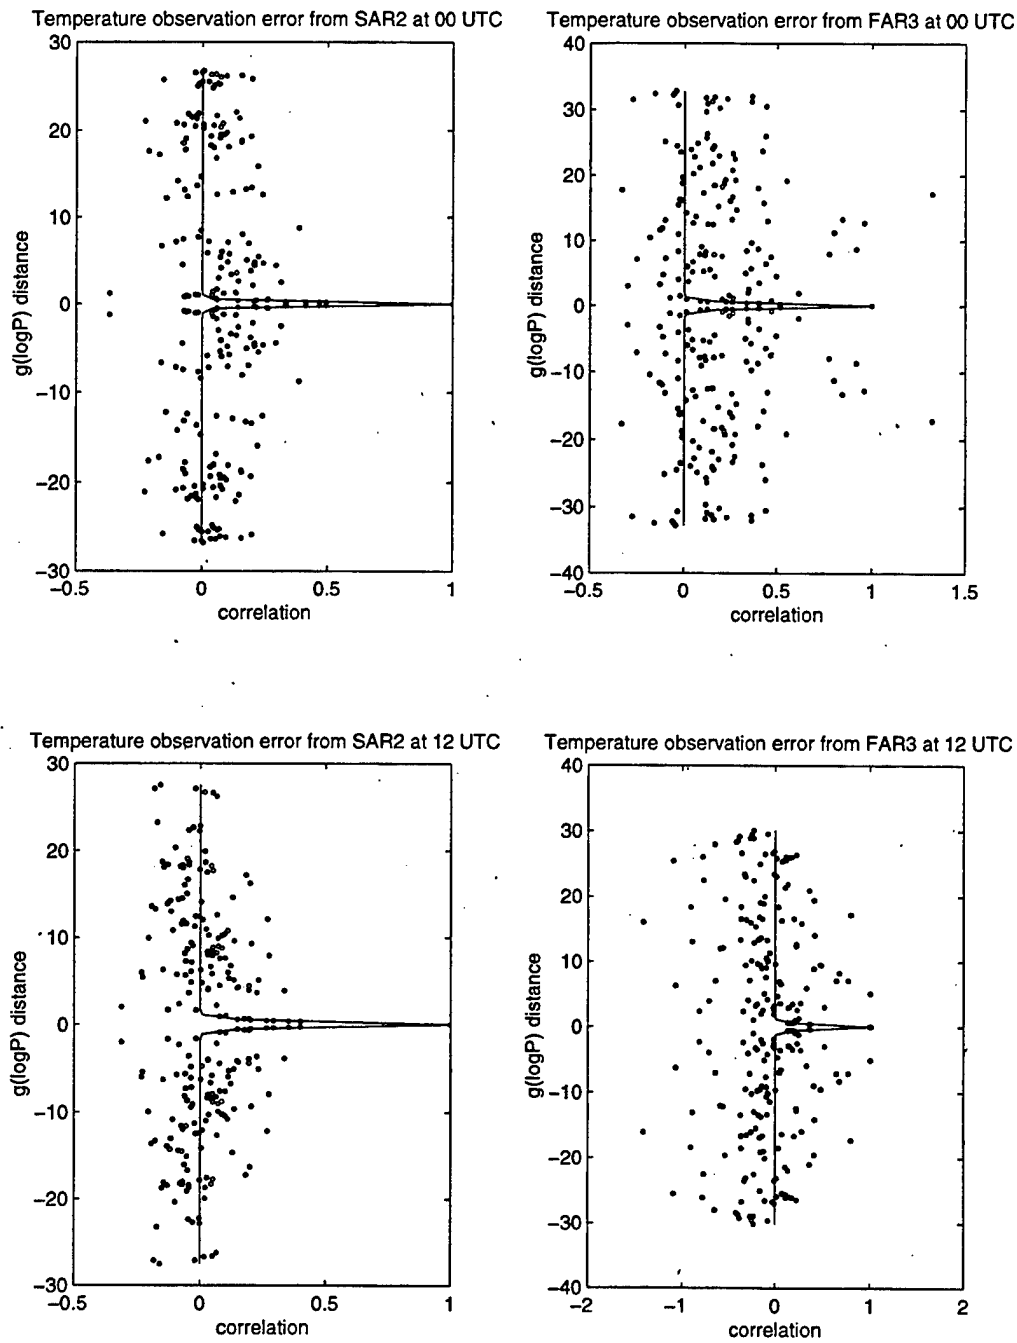 Temperature observation error from SAR2 at 00 UTC
30
20
10
0
−10
−20
−30
g(logP) distance
−0.5 0 0.5 1
correlation
Temperature observation error from FAR3 at 00 UTC
40
30
20
10
0
−10
−20
−30
−40
g(logP) distance
−0.5 0 0.5 1 1.5
correlation
Temperature observation error from SAR2 at 12 UTC
30
20
10
0
−10
−20
−30
g(logP) distance
−0.5 0 0.5 1
correlation
Temperature observation error from FAR3 at 12 UTC
40
30
20
10
0
−10
−20
−30
−40
g(logP) distance
−2 −1 0 1 2
correlation